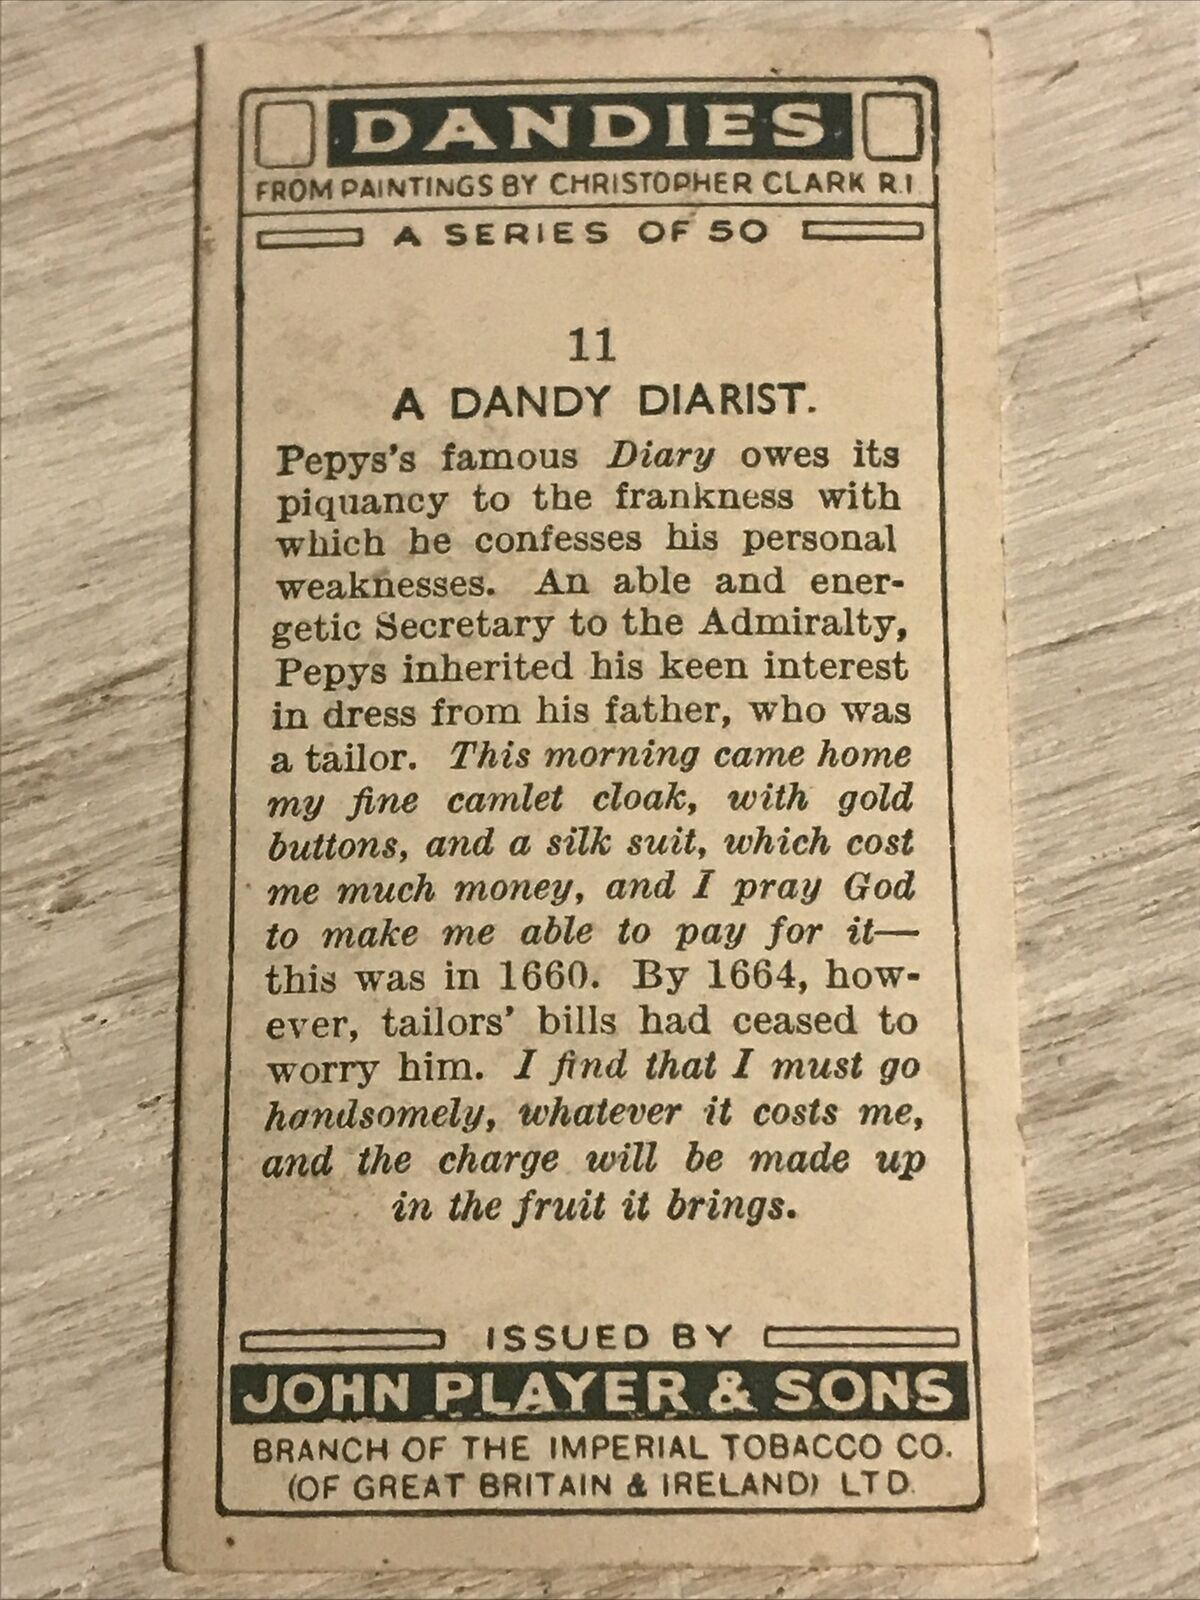 DANDIES
FROM PAINTINGS BY CHRISTOPHER CLARK R.I
A SERIES OF 50
11
A DANDY DIARIST.
Pepys's famous Diary owes its
piquancy to the frankness with
which he confesses his personal
weaknesses. An able and ener-
getic Secretary to the Admiralty,
Pepys inherited his keen interest
in dress from his father, who was
a tailor. This morning came home
my fine camlet cloak, with gold
buttons, and a silk suit, which cost
me much money, and I pray God
to make me able to pay for it—
this was in 1660. By 1664, how-
ever, tailors' bills had ceased to
worry him. I find that I must go
handsomely, whatever it costs me,
and the charge will be made up
in the fruit it brings.
ISSUED BY
JOHN PLAYER & SONS
BRANCH OF THE IMPERIAL TOBACCO CO.
(OF GREAT BRITAIN & IRELAND) LTD.